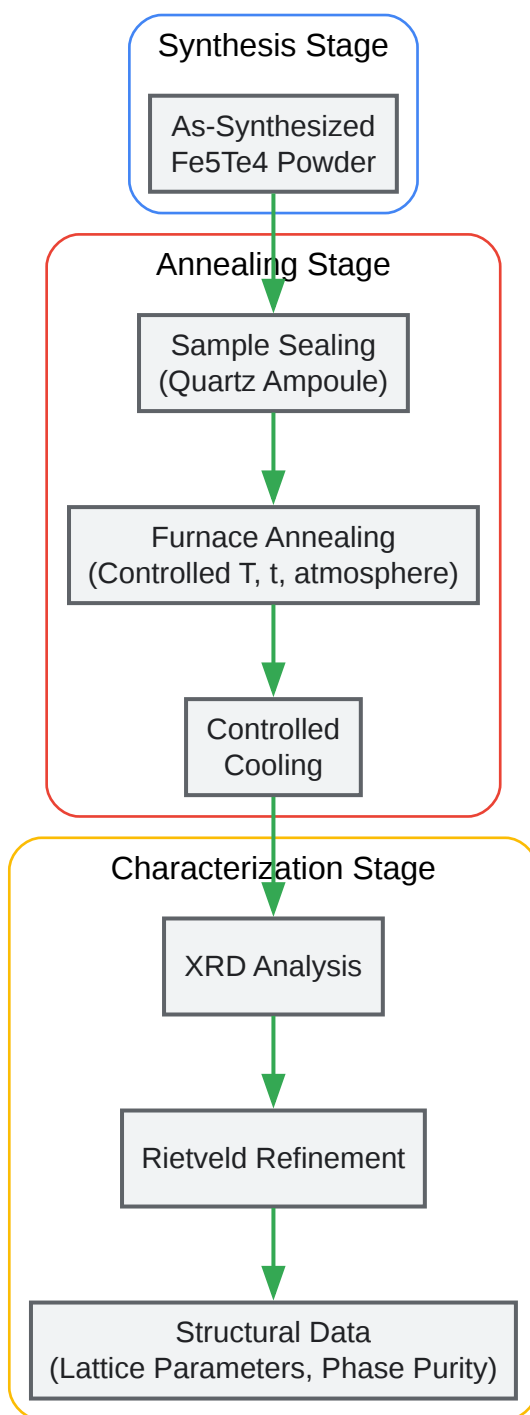 Synthesis Stage
As-Synthesized
Fe5Te4 Powder
Annealing Stage
Sample Sealing
(Quartz Ampoule)
Furnace Annealing
(Controlled T, t, atmosphere)
Controlled
Cooling
Characterization Stage
XRD Analysis
Rietveld Refinement
Structural Data
(Lattice Parameters, Phase Purity)